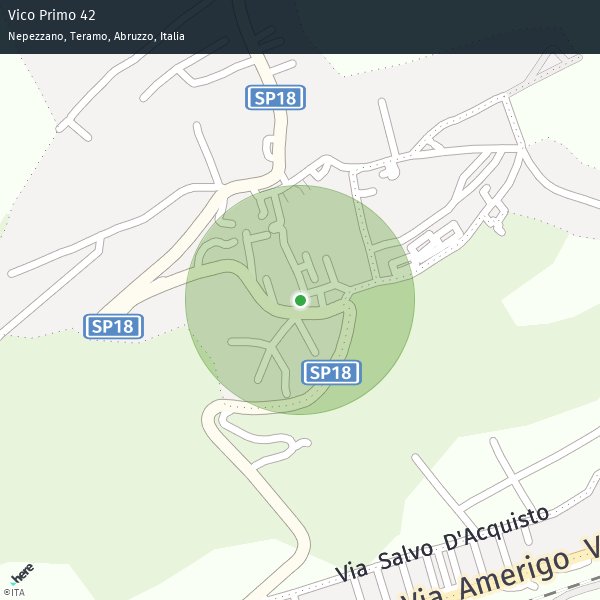 Vico Primo 42
Nepezzano, Teramo, Abruzzo, Italia
SP18
SP18
SP18
Via Salvo D'Acquisto
Via Amerigo V
here
©ITA